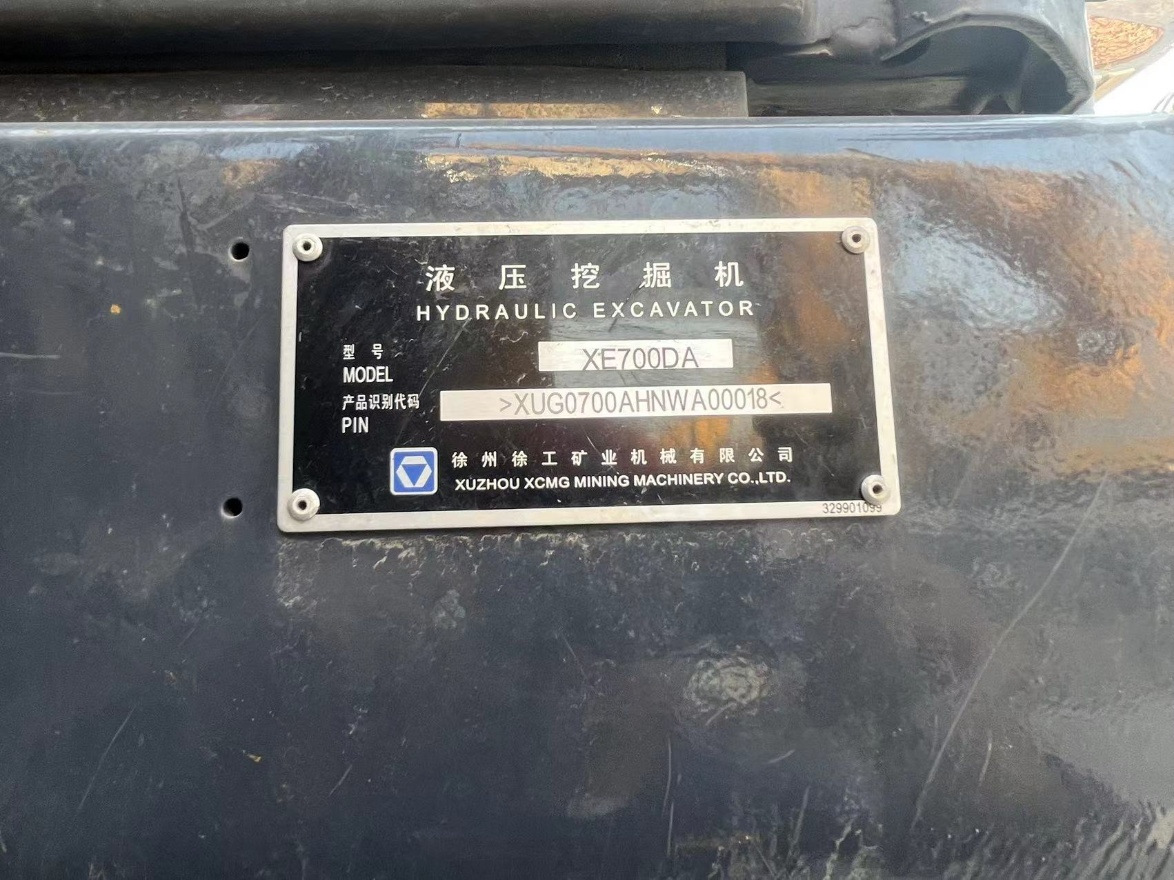 液压挖掘机
HYDRAULIC EXCAVATOR
型号 XE700DA
MODEL
产品识别代码 >XUG0700AHNWA00018<
PIN
徐州徐工矿业机械有限公司
XUZHOU XCMG MINING MACHINERY CO.,LTD.
329901099